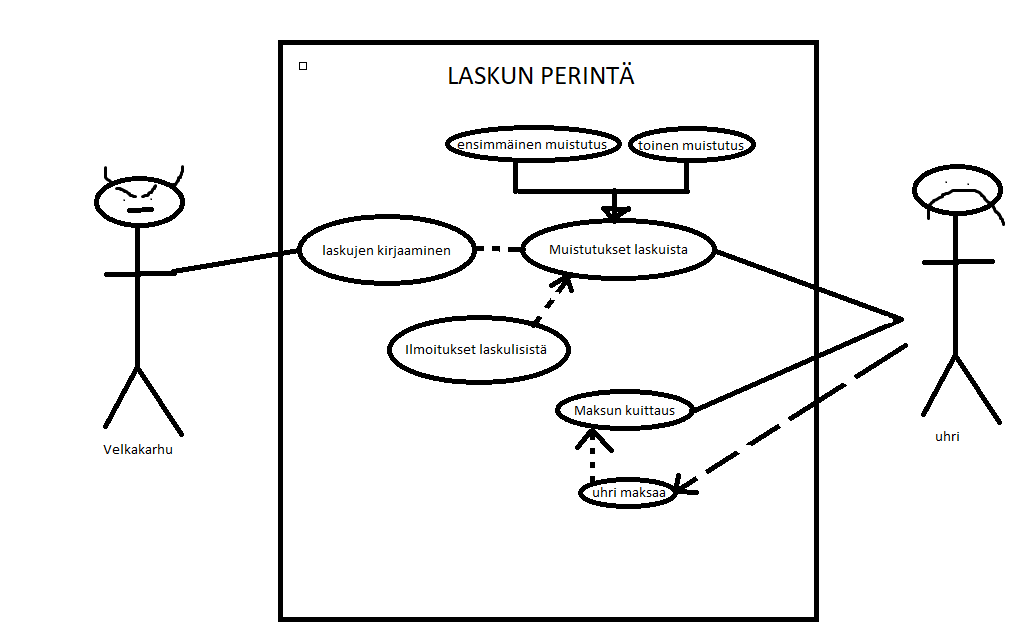 LASKUN PERINTÄ
ensimmäinen muistutus
toinen muistutus
laskujen kirjaaminen
Muistutukset laskuista
Ilmoitukset laskulisistä
Maksun kuittaus
uhri maksaa
Velkakarhu
uhri